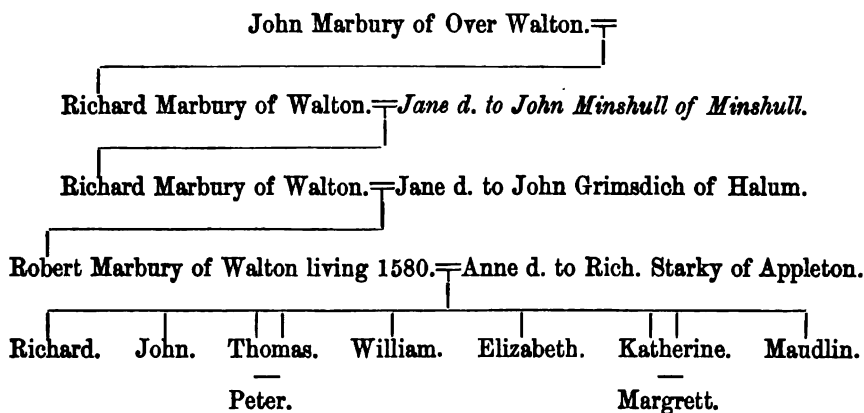 John Marbury of Over Walton.
Richard Marbury of Walton. Jane d. to John Minshull of Minshull.
Richard Marbury of Walton. Jane d. to John Grimsdich of Halum.
Robert Marbury of Walton living 1580. Anne d. to Rich. Starky of Appleton.
Richard. John. Thomas. William. Elizabeth. Katherine. Maudlin.
Peter. Margrett.